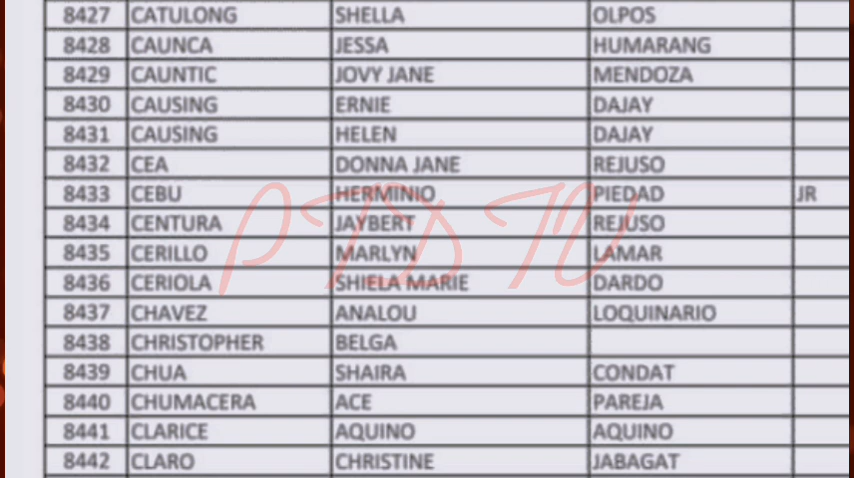 8427 CATULONG SHELLA OLPOS
8428 CAUNCA JESSA HUMARANG
8429 CAUNTIC JOVY JANE MENDOZA
8430 CAUSING ERNIE DAJAY
8431 CAUSING HELEN DAJAY
8432 CEA DONNA JANE REJUSO
8433 CEBU HERMINIO PIEDAD JR
8434 CENTURA JAYBERT REJUSO
8435 CERILLO MARLYN LAMAR
8436 CERIOLA SHIELA MARIE DARDO
8437 CHAVEZ ANALOU LOQUINARIO
8438 CHRISTOPHER BELGA
8439 CHUA SHAIRA CONDAT
8440 CHUMACERA ACE PAREJA
8441 CLARICE AQUINO AQUINO
8442 CLARO CHRISTINE JABAGAT